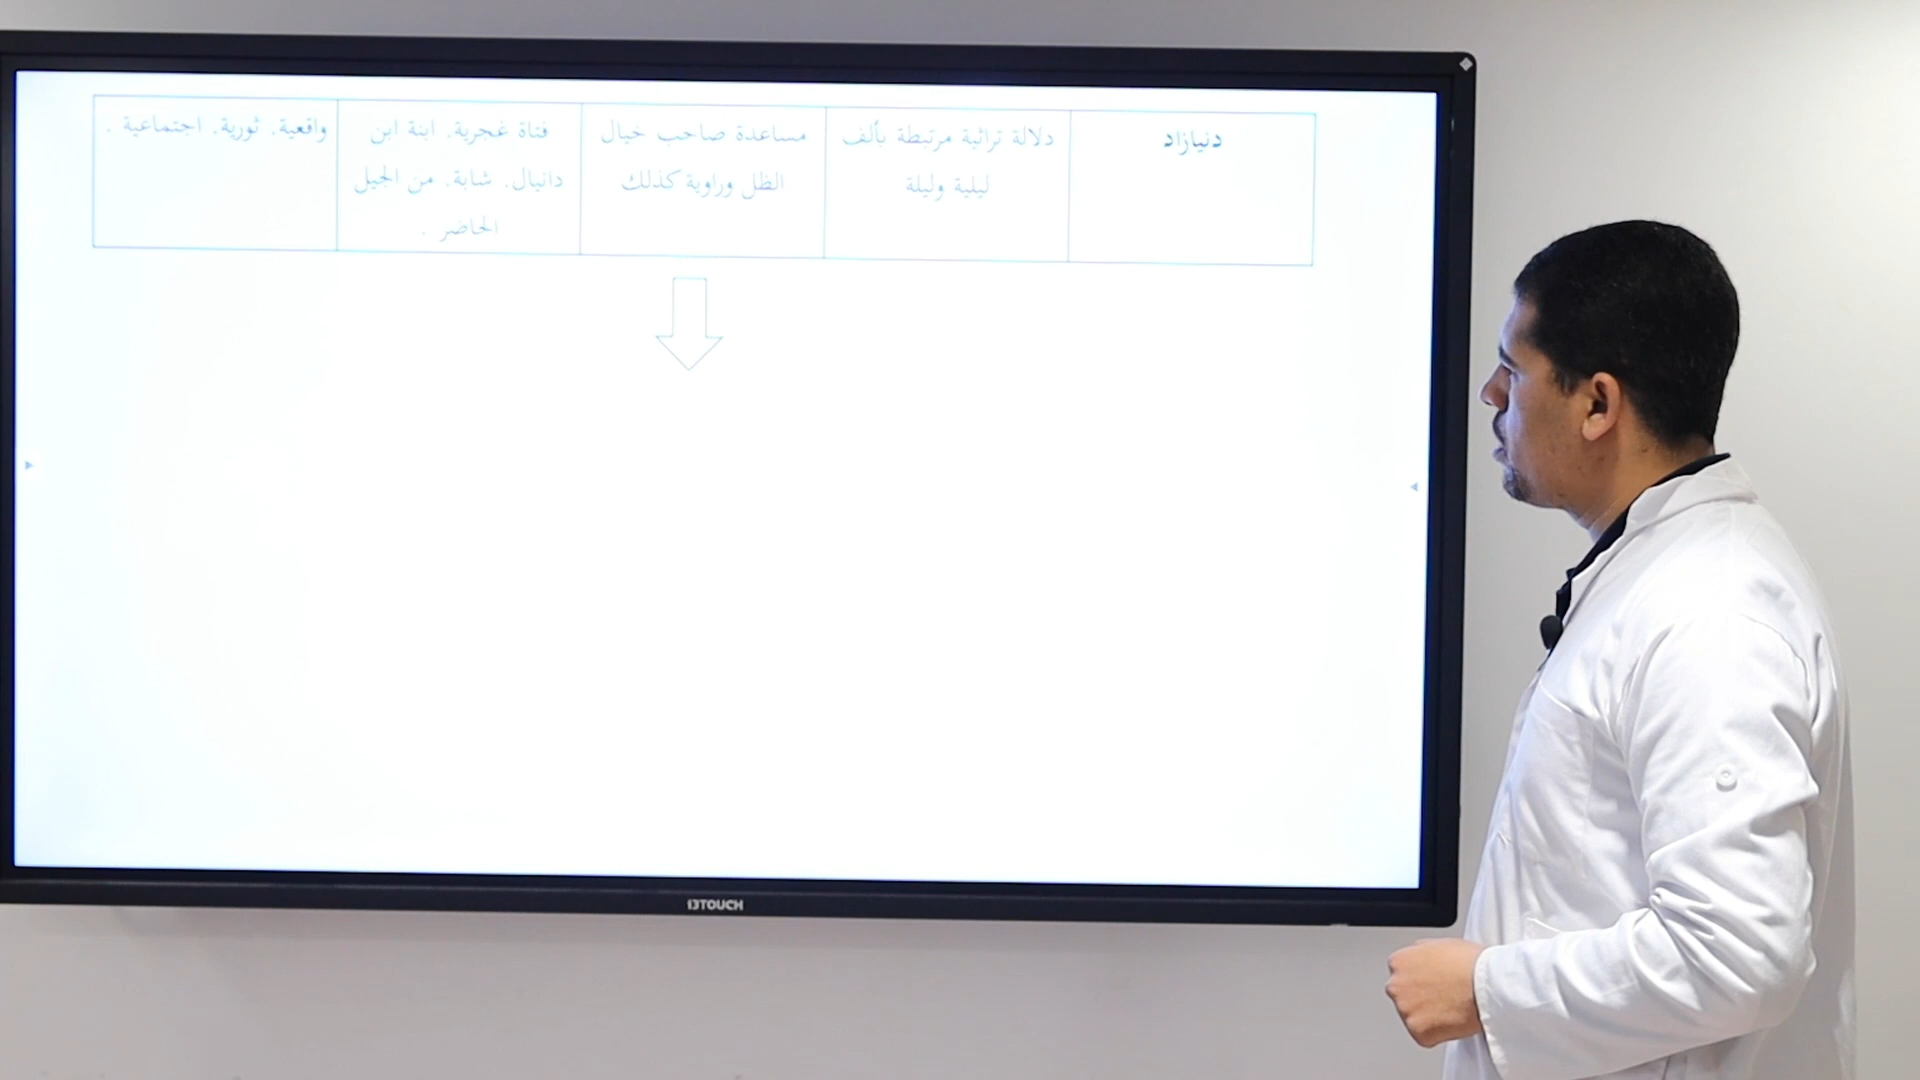 دنيازاد
دلالة تراثية مرتبطة بألف
ليلية وليلة
مساعدة صاحب خيال
الظل وراوية كذلك
فتاة غجرية. ابنة ابن
دانيال. شابة. من الجيل
الحاضر .
واقعية. ثورية. اجتماعية .
i3TOUCH